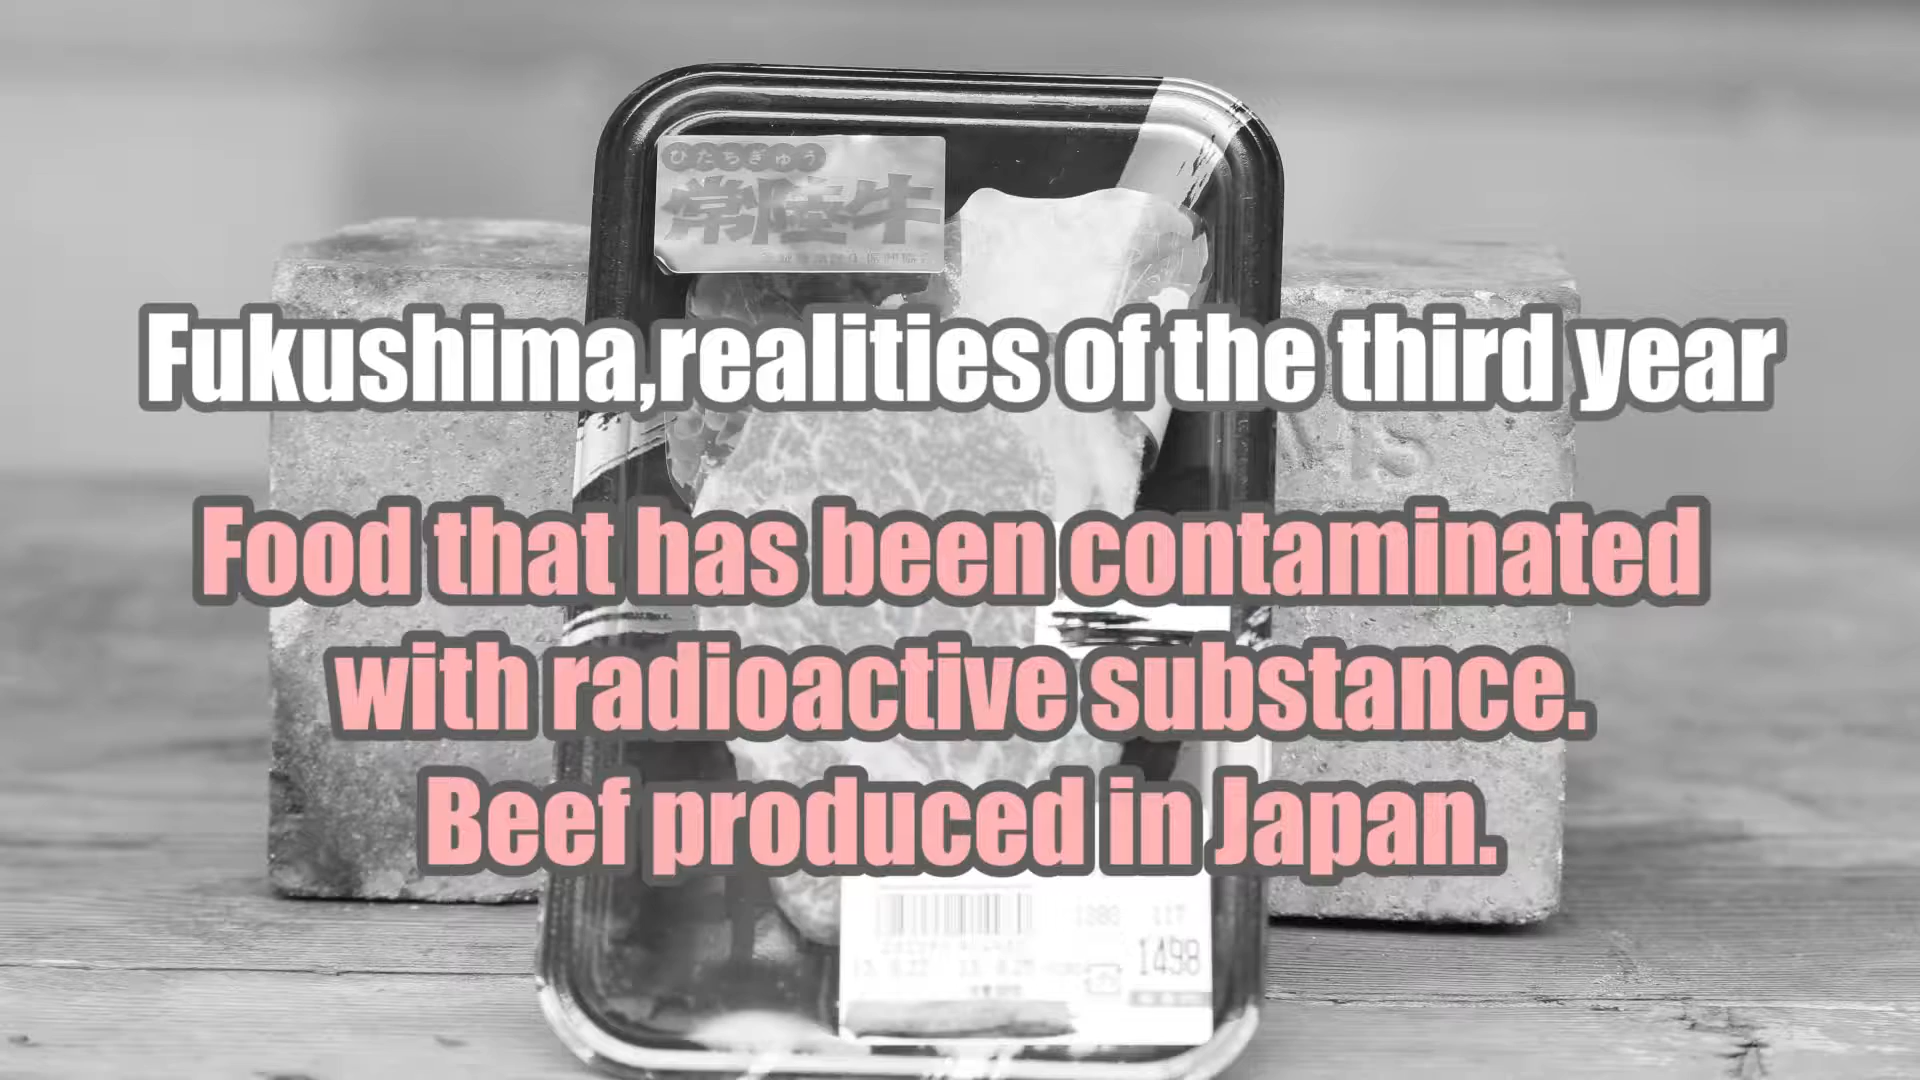 ひたちぎゅう
常陸牛
Fukushima,realities of the third year
MS
Food that has been contaminated
with radioactive substance.
Beef produced in Japan.
1498